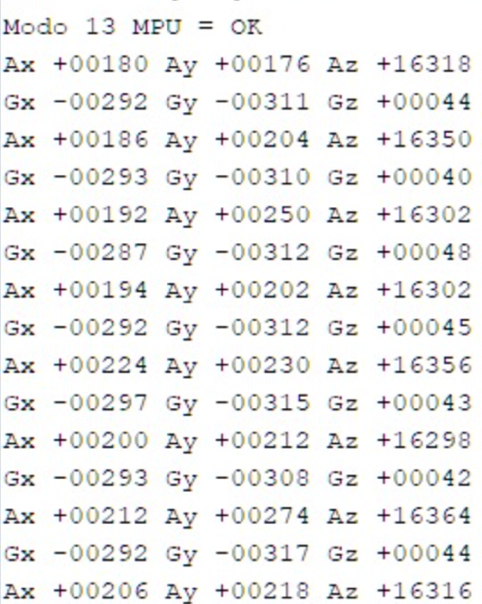 Modo 13 MPU = OK
Ax +00180 Ay +00176 Az +16318
Gx -00292 Gy -00311 Gz +00044
Ax +00186 Ay +00204 Az +16350
Gx -00293 Gy -00310 Gz +00040
Ax +00192 Ay +00250 Az +16302
Gx -00287 Gy -00312 Gz +00048
Ax +00194 Ay +00202 Az +16302
Gx -00292 Gy -00312 Gz +00045
Ax +00224 Ay +00230 Az +16356
Gx -00297 Gy -00315 Gz +00043
Ax +00200 Ay +00212 Az +16298
Gx -00293 Gy -00308 Gz +00042
Ax +00212 Ay +00274 Az +16364
Gx -00292 Gy -00317 Gz +00044
Ax +00206 Ay +00218 Az +16316